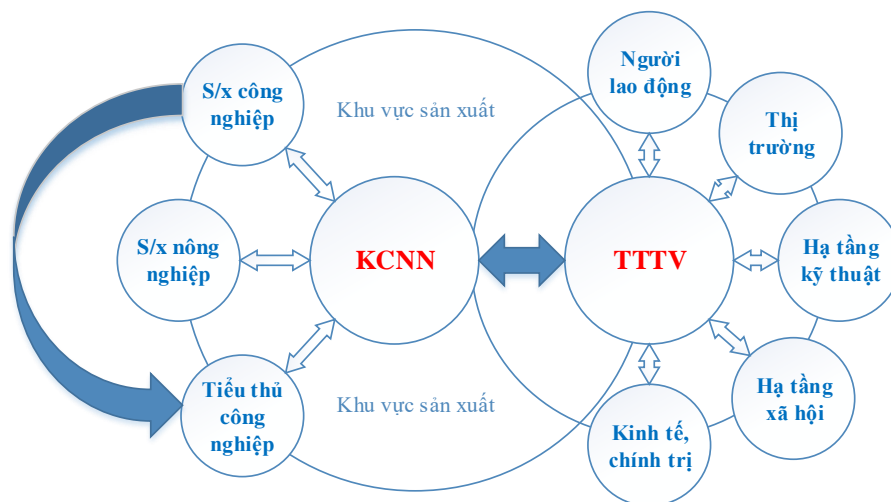 S/x công
nghiệp
Khu vực sản xuất
Người
lao động
Thị
trường
S/x nông
nghiệp
KCNN
TTTV
Hạ tầng
kỹ thuật
Tiểu thủ
công
nghiệp
Khu vực sản xuất
Kinh tế,
chính trị
Hạ tầng
xã hội